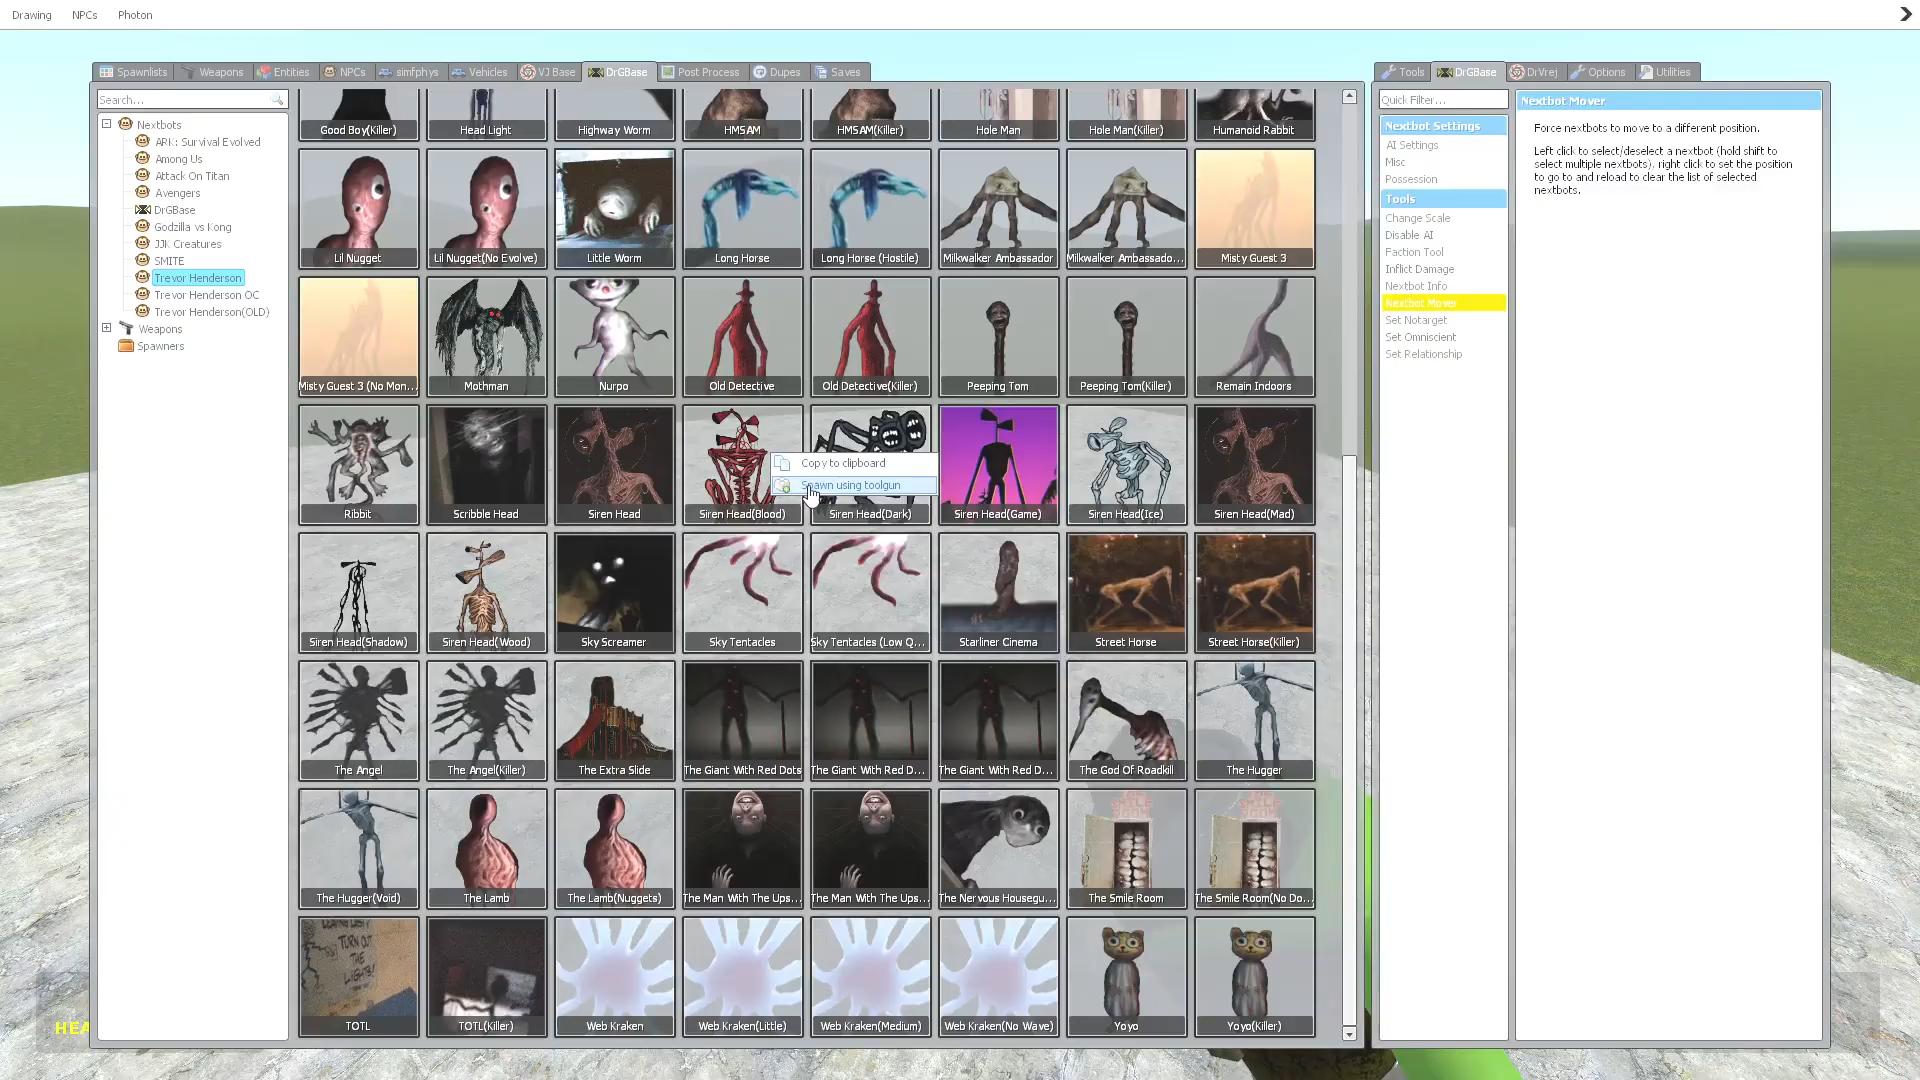 Drawing NPCs Photon
Spawnlists Weapons Entities NPCs simfphys Vehicles VJ Base DrGBase Post Process Dupes Saves
Tools DrGBase DrVrej Options Utilities
Search...
Nextbots
ARK: Survival Evolved
Among Us
Attack On Titan
Avengers
DrGBase
Godzilla vs Kong
JJK Creatures
SMITE
Trevor Henderson
Trevor Henderson OC
Trevor Henderson(OLD)
Weapons
Spawners
Good Boy(Killer) Head Light Highway Worm HMSAM HMSAM(Killer) Hole Man Hole Man(Killer) Humanoid Rabbit
Lil Nugget Lil Nugget(No Evolve) Little Worm Long Horse Long Horse (Hostile) Milkwalker Ambassador Milkwalker Ambassado... Misty Guest 3
Misty Guest 3 (No Mon... Mothman Nurpo Old Detective Old Detective(Killer) Peeping Tom Peeping Tom(Killer) Remain Indoors
Copy to clipboard
Spawn using toolgun
Ribbit Scribble Head Siren Head Siren Head(Blood) Siren Head(Dark) Siren Head(Game) Siren Head(Ice) Siren Head(Mad)
Siren Head(Shadow) Siren Head(Wood) Sky Screamer Sky Tentacles Sky Tentacles (Low Q... Starliner Cinema Street Horse Street Horse(Killer)
The Angel The Angel(Killer) The Extra Slide The Giant With Red Dots The Giant With Red D... The Giant With Red D... The God Of Roadkill The Hugger
The Hugger(Void) The Lamb The Lamb(Nuggets) The Man With The Ups... The Man With The Ups... The Nervous Housegu... The Smile Room The Smile Room(No Do...
TURN OUT
THE
LIGHTS!
TOTL TOTL(Killer) Web Kraken Web Kraken(Little) Web Kraken(Medium) Web Kraken(No Wave) Yoyo Yoyo(Killer)
HEA
Quick Filter...
Nextbot Settings
AI Settings
Misc
Possession
Tools
Change Scale
Disable AI
Faction Tool
Inflict Damage
Nextbot Info
Nextbot Mover
Set Notarget
Set Omniscient
Set Relationship
Nextbot Mover
Force nextbots to move to a different position.
Left click to select/deselect a nextbot (hold shift to
select multiple nextbots), right click to set the position
to go to and reload to clear the list of selected
nextbots.